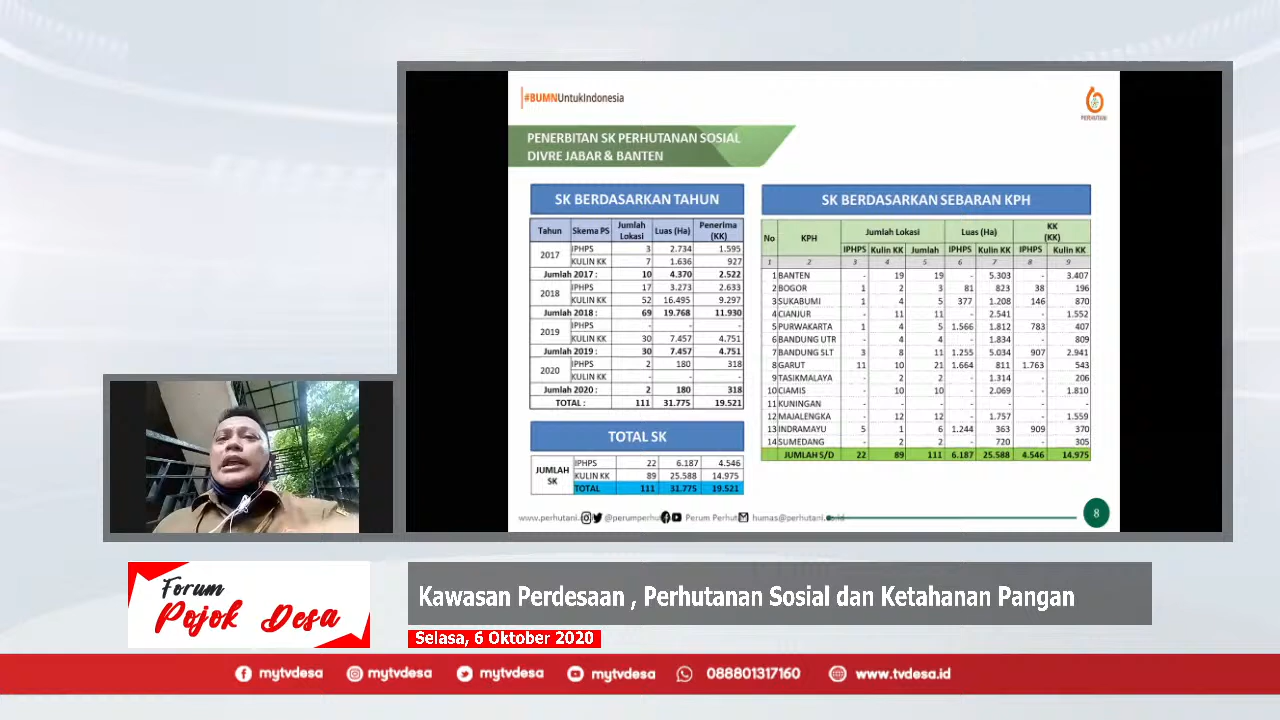 #BUMNUntukIndonesia
PERHUTANI
PENERBITAN SK PERHUTANAN SOSIAL
DIVRE JABAR & BANTEN
SK BERDASARKAN TAHUN
Tahun Skema PS Jumlah Lokasi Luas (Ha) Penerima (KK)
2017 IPHPS 3 2.734 1.595
KULIN KK 7 1.636 927
Jumlah 2017 : 10 4.370 2.522
2018 IPHPS 17 3.273 2.633
KULIN KK 52 16.495 9.297
Jumlah 2018 : 69 19.768 11.930
2019 IPHPS - - -
KULIN KK 30 7.457 4.751
Jumlah 2019 : 30 7.457 4.751
2020 IPHPS 2 180 318
KULIN KK - - -
Jumlah 2020 : 2 180 318
TOTAL : 111 31.775 19.521
TOTAL SK
JUMLAH SK IPHPS 22 6.187 4.546
KULIN KK 89 25.588 14.975
TOTAL 111 31.775 19.521
SK BERDASARKAN SEBARAN KPH
No KPH Jumlah Lokasi Luas (Ha) KK (KK)
IPHPS Kulin KK Jumlah IPHPS Kulin KK IPHPS Kulin KK
1 2 3 4 5 6 7 8 9
1 BANTEN - 19 19 - 5.303 - 3.407
2 BOGOR 1 2 3 81 823 38 196
3 SUKABUMI 1 4 5 377 1.208 146 870
4 CIANJUR - 11 11 - 2.541 - 1.552
5 PURWAKARTA 1 4 5 1.566 1.812 783 407
6 BANDUNG UTR - 4 4 - 1.834 - 809
7 BANDUNG SLT 3 8 11 1.255 5.034 907 2.941
8 GARUT 11 10 21 1.664 811 1.763 543
9 TASIKMALAYA - 2 2 - 1.314 - 206
10 CIAMIS - 10 10 - 2.069 - 1.810
11 KUNINGAN - - - - - - -
12 MAJALENGKA - 12 12 - 1.757 - 1.559
13 INDRAMAYU 5 1 6 1.244 363 909 370
14 SUMEDANG - 2 2 - 720 - 305
JUMLAH S/D 22 89 111 6.187 25.588 4.546 14.975
www.perhutani. @perumperhu Perum Perhut humas@perhutani. .id
8
Forum
Pojok Desa
Kawasan Perdesaan , Perhutanan Sosial dan Ketahanan Pangan
Selasa, 6 Oktober 2020
mytvdesa mytvdesa mytvdesa mytvdesa 088801317160 www.tvdesa.id